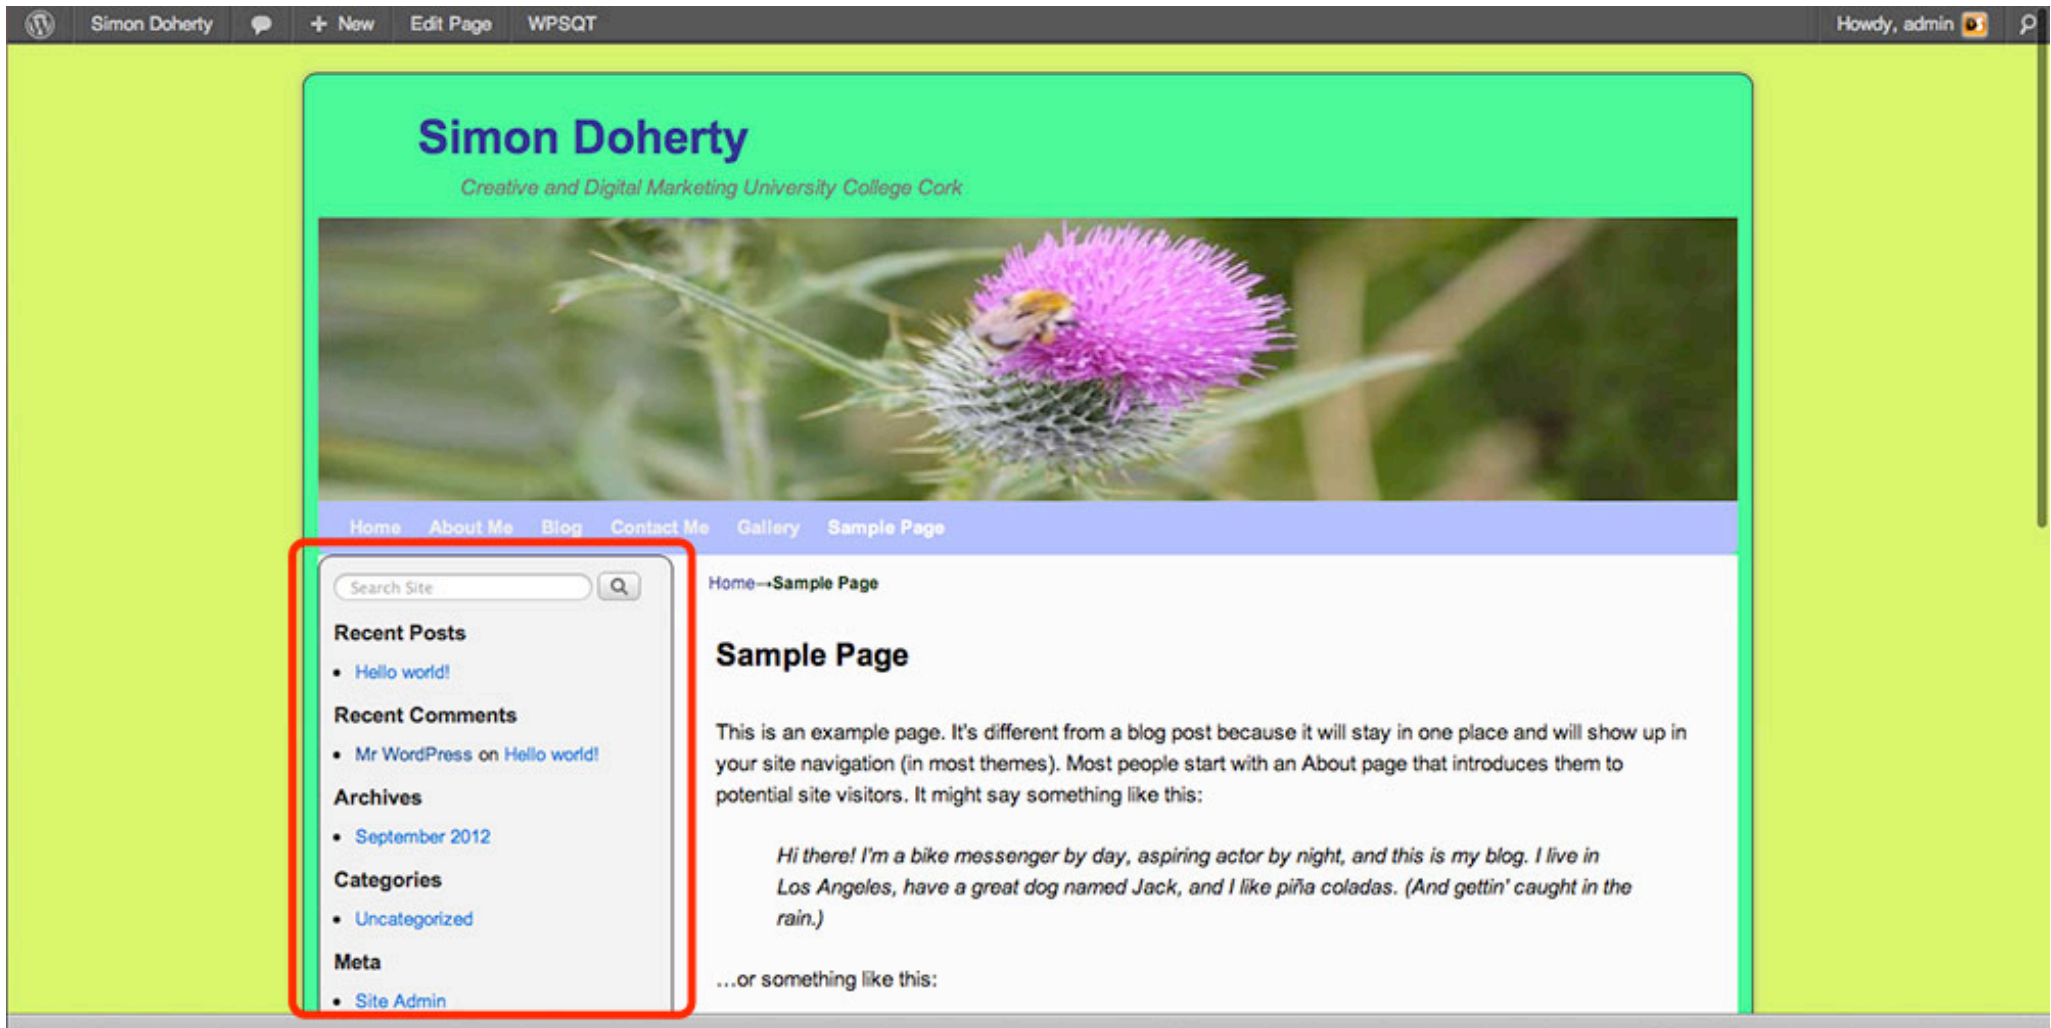 Simon Doherty
+ New
Edit Page
WPSQT
Howdy, admin
Simon Doherty
Creative and Digital Marketing University College Cork
Home About Me Blog Contact Me Gallery Sample Page
Search Site
Recent Posts
• Hello world!
Recent Comments
• Mr WordPress on Hello world!
Archives
• September 2012
Categories
• Uncategorized
Meta
• Site Admin
Home→Sample Page
Sample Page
This is an example page. It's different from a blog post because it will stay in one place and will show up in
your site navigation (in most themes). Most people start with an About page that introduces them to
potential site visitors. It might say something like this:
Hi there! I'm a bike messenger by day, aspiring actor by night, and this is my blog. I live in
Los Angeles, have a great dog named Jack, and I like piña coladas. (And gettin' caught in the
rain.)
…or something like this: